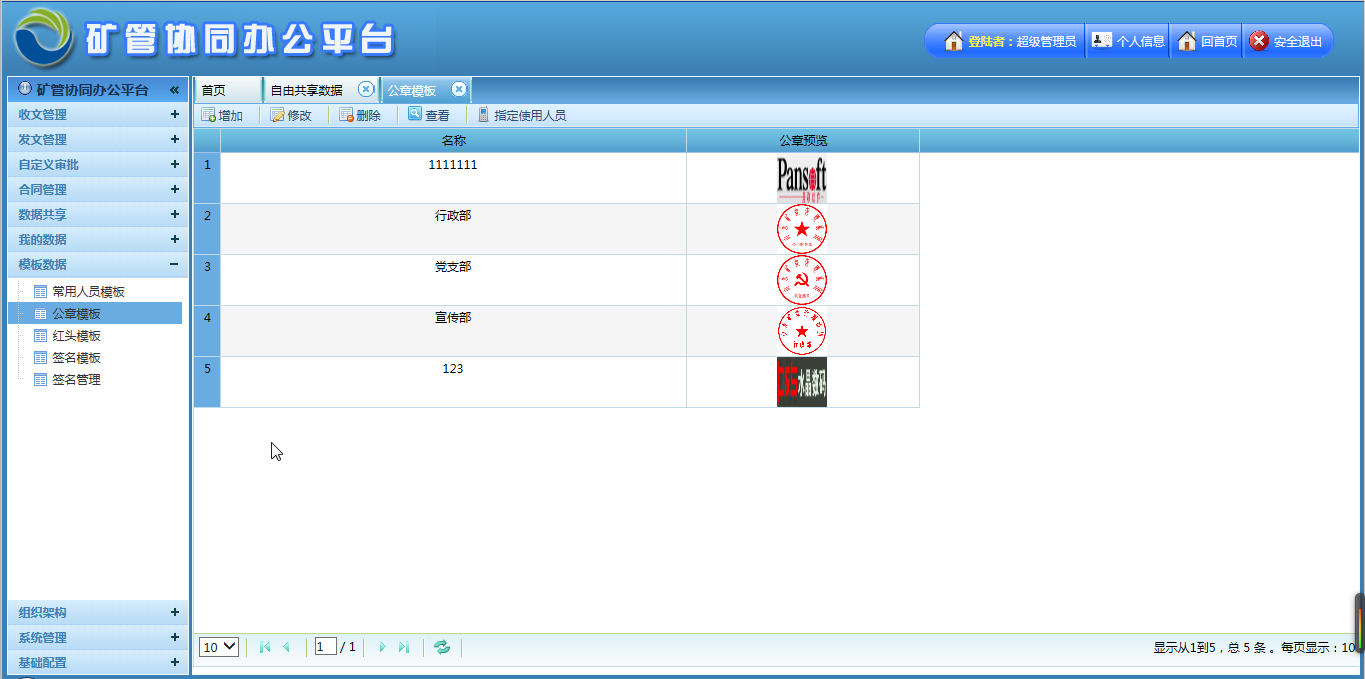 矿管协同办公平台
登陆者：超级管理员 个人信息 回首页 安全退出
矿管协同办公平台 «
首页 自由共享数据 公章模板
收文管理 +
增加 修改 删除 查看 指定使用人员
发文管理 +
自定义审批 +
合同管理 +
数据共享 +
我的数据 +
模板数据 −
常用人员模板
公章模板
红头模板
签名模板
签名管理
组织架构 +
系统管理 +
基础配置 +
名称 公章预览
1 1111111 Pansoft
2 行政部
3 党支部
4 宣传部
5 123 水晶数码
10 1 / 1 显示从1到5，总 5 条 。每页显示：10